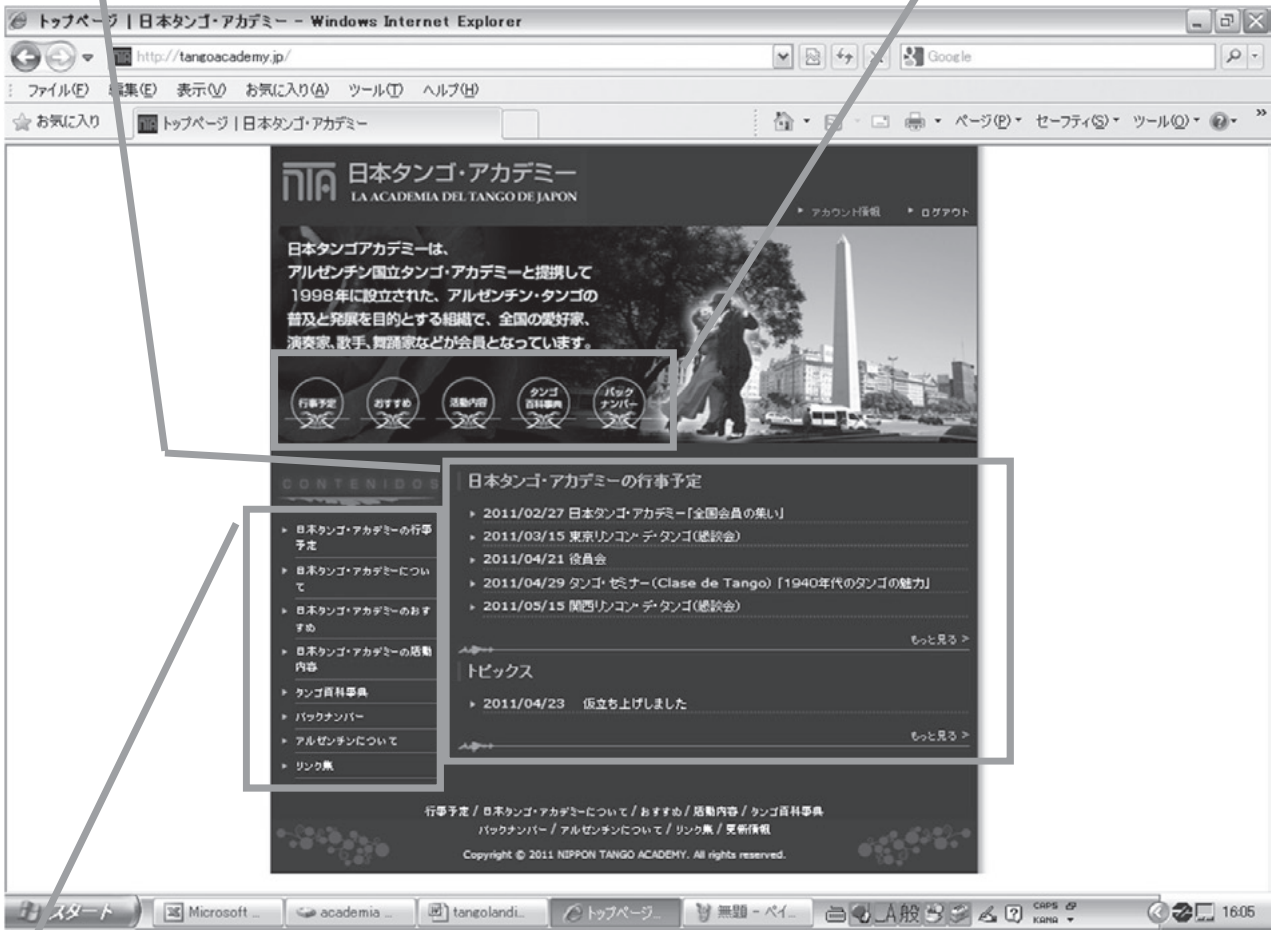 トップページ | 日本タンゴ・アカデミー - Windows Internet Explorer
http://tangoacademy.jp/
Google
ファイル(F) 編集(E) 表示(V) お気に入り(A) ツール(T) ヘルプ(H)
お気に入り
トップページ | 日本タンゴ・アカデミー
ページ(P) セーフティ(S) ツール(O)
NTA
日本タンゴ・アカデミー
LA ACADEMIA DEL TANGO DE JAPON
アカウント情報 ログアウト
日本タンゴアカデミーは、
アルゼンチン国立タンゴ・アカデミーと提携して
1998年に設立された、アルゼンチン・タンゴの
普及と発展を目的とする組織で、全国の愛好家、
演奏家、歌手、舞踊家などが会員となっています。
行事予定
おすすめ
活動内容
タンゴ
百科事典
バック
ナンバー
CONTENIDOS
日本タンゴ・アカデミーの行事
予定
日本タンゴ・アカデミーについ
て
日本タンゴ・アカデミーのおす
すめ
日本タンゴ・アカデミーの活動
内容
タンゴ百科事典
バックナンバー
アルゼンチンについて
リンク集
日本タンゴ・アカデミーの行事予定
2011/02/27 日本タンゴ・アカデミー「全国会員の集い」
2011/03/15 東京リンコン・デ・タンゴ(懇談会)
2011/04/21 役員会
2011/04/29 タンゴ・セミナー(Clase de Tango)「1940年代のタンゴの魅力」
2011/05/15 関西リンコン・デ・タンゴ(懇談会)
もっと見る >
トピックス
2011/04/23 仮立ち上げしました
もっと見る >
行事予定 / 日本タンゴ・アカデミーについて / おすすめ / 活動内容 / タンゴ百科事典
バックナンバー / アルゼンチンについて / リンク集 / 更新情報
Copyright © 2011 NIPPON TANGO ACADEMY. All rights reserved.
スタート
Microsoft ...
academia ...
tangolandi...
トップページ...
無題 - ペイ...
A般
CAPS
KANA
16:05